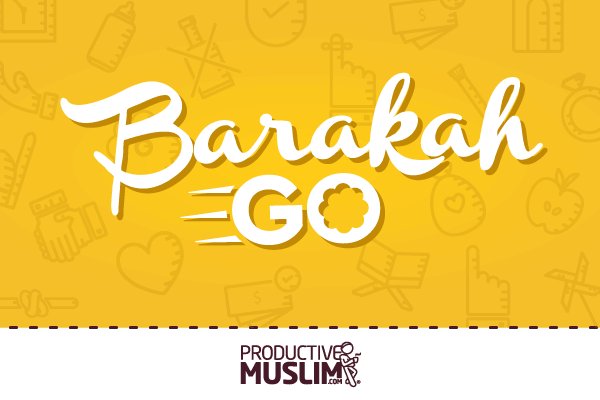 Barakah
GO
PRODUCTIVE
MUSLIM
.COM
®